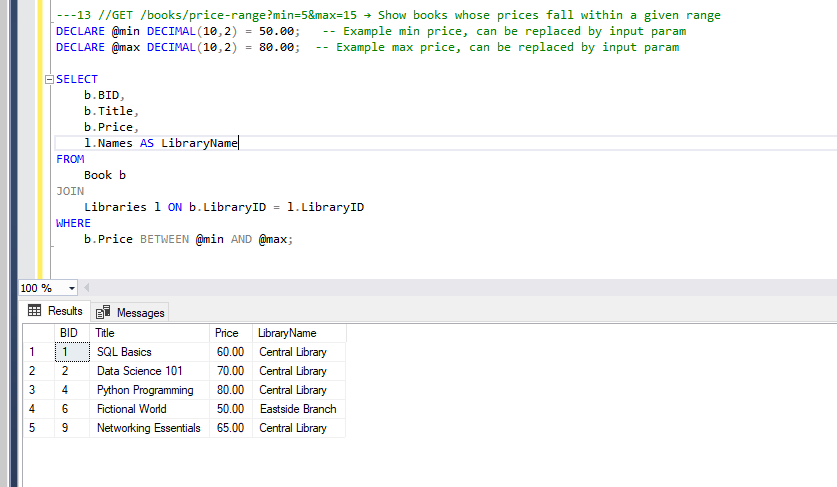 ---13 //GET /books/price-range?min=5&max=15 → Show books whose prices fall within a given range
DECLARE @min DECIMAL(10,2) = 50.00;   -- Example min price, can be replaced by input param
DECLARE @max DECIMAL(10,2) = 80.00;  -- Example max price, can be replaced by input param
SELECT
b.BID,
b.Title,
b.Price,
l.Names AS LibraryName
FROM
Book b
JOIN
Libraries l ON b.LibraryID = l.LibraryID
WHERE
b.Price BETWEEN @min AND @max;
100 %
Results Messages
BID Title Price LibraryName
1 1 SQL Basics 60.00 Central Library
2 2 Data Science 101 70.00 Central Library
3 4 Python Programming 80.00 Central Library
4 6 Fictional World 50.00 Eastside Branch
5 9 Networking Essentials 65.00 Central Library